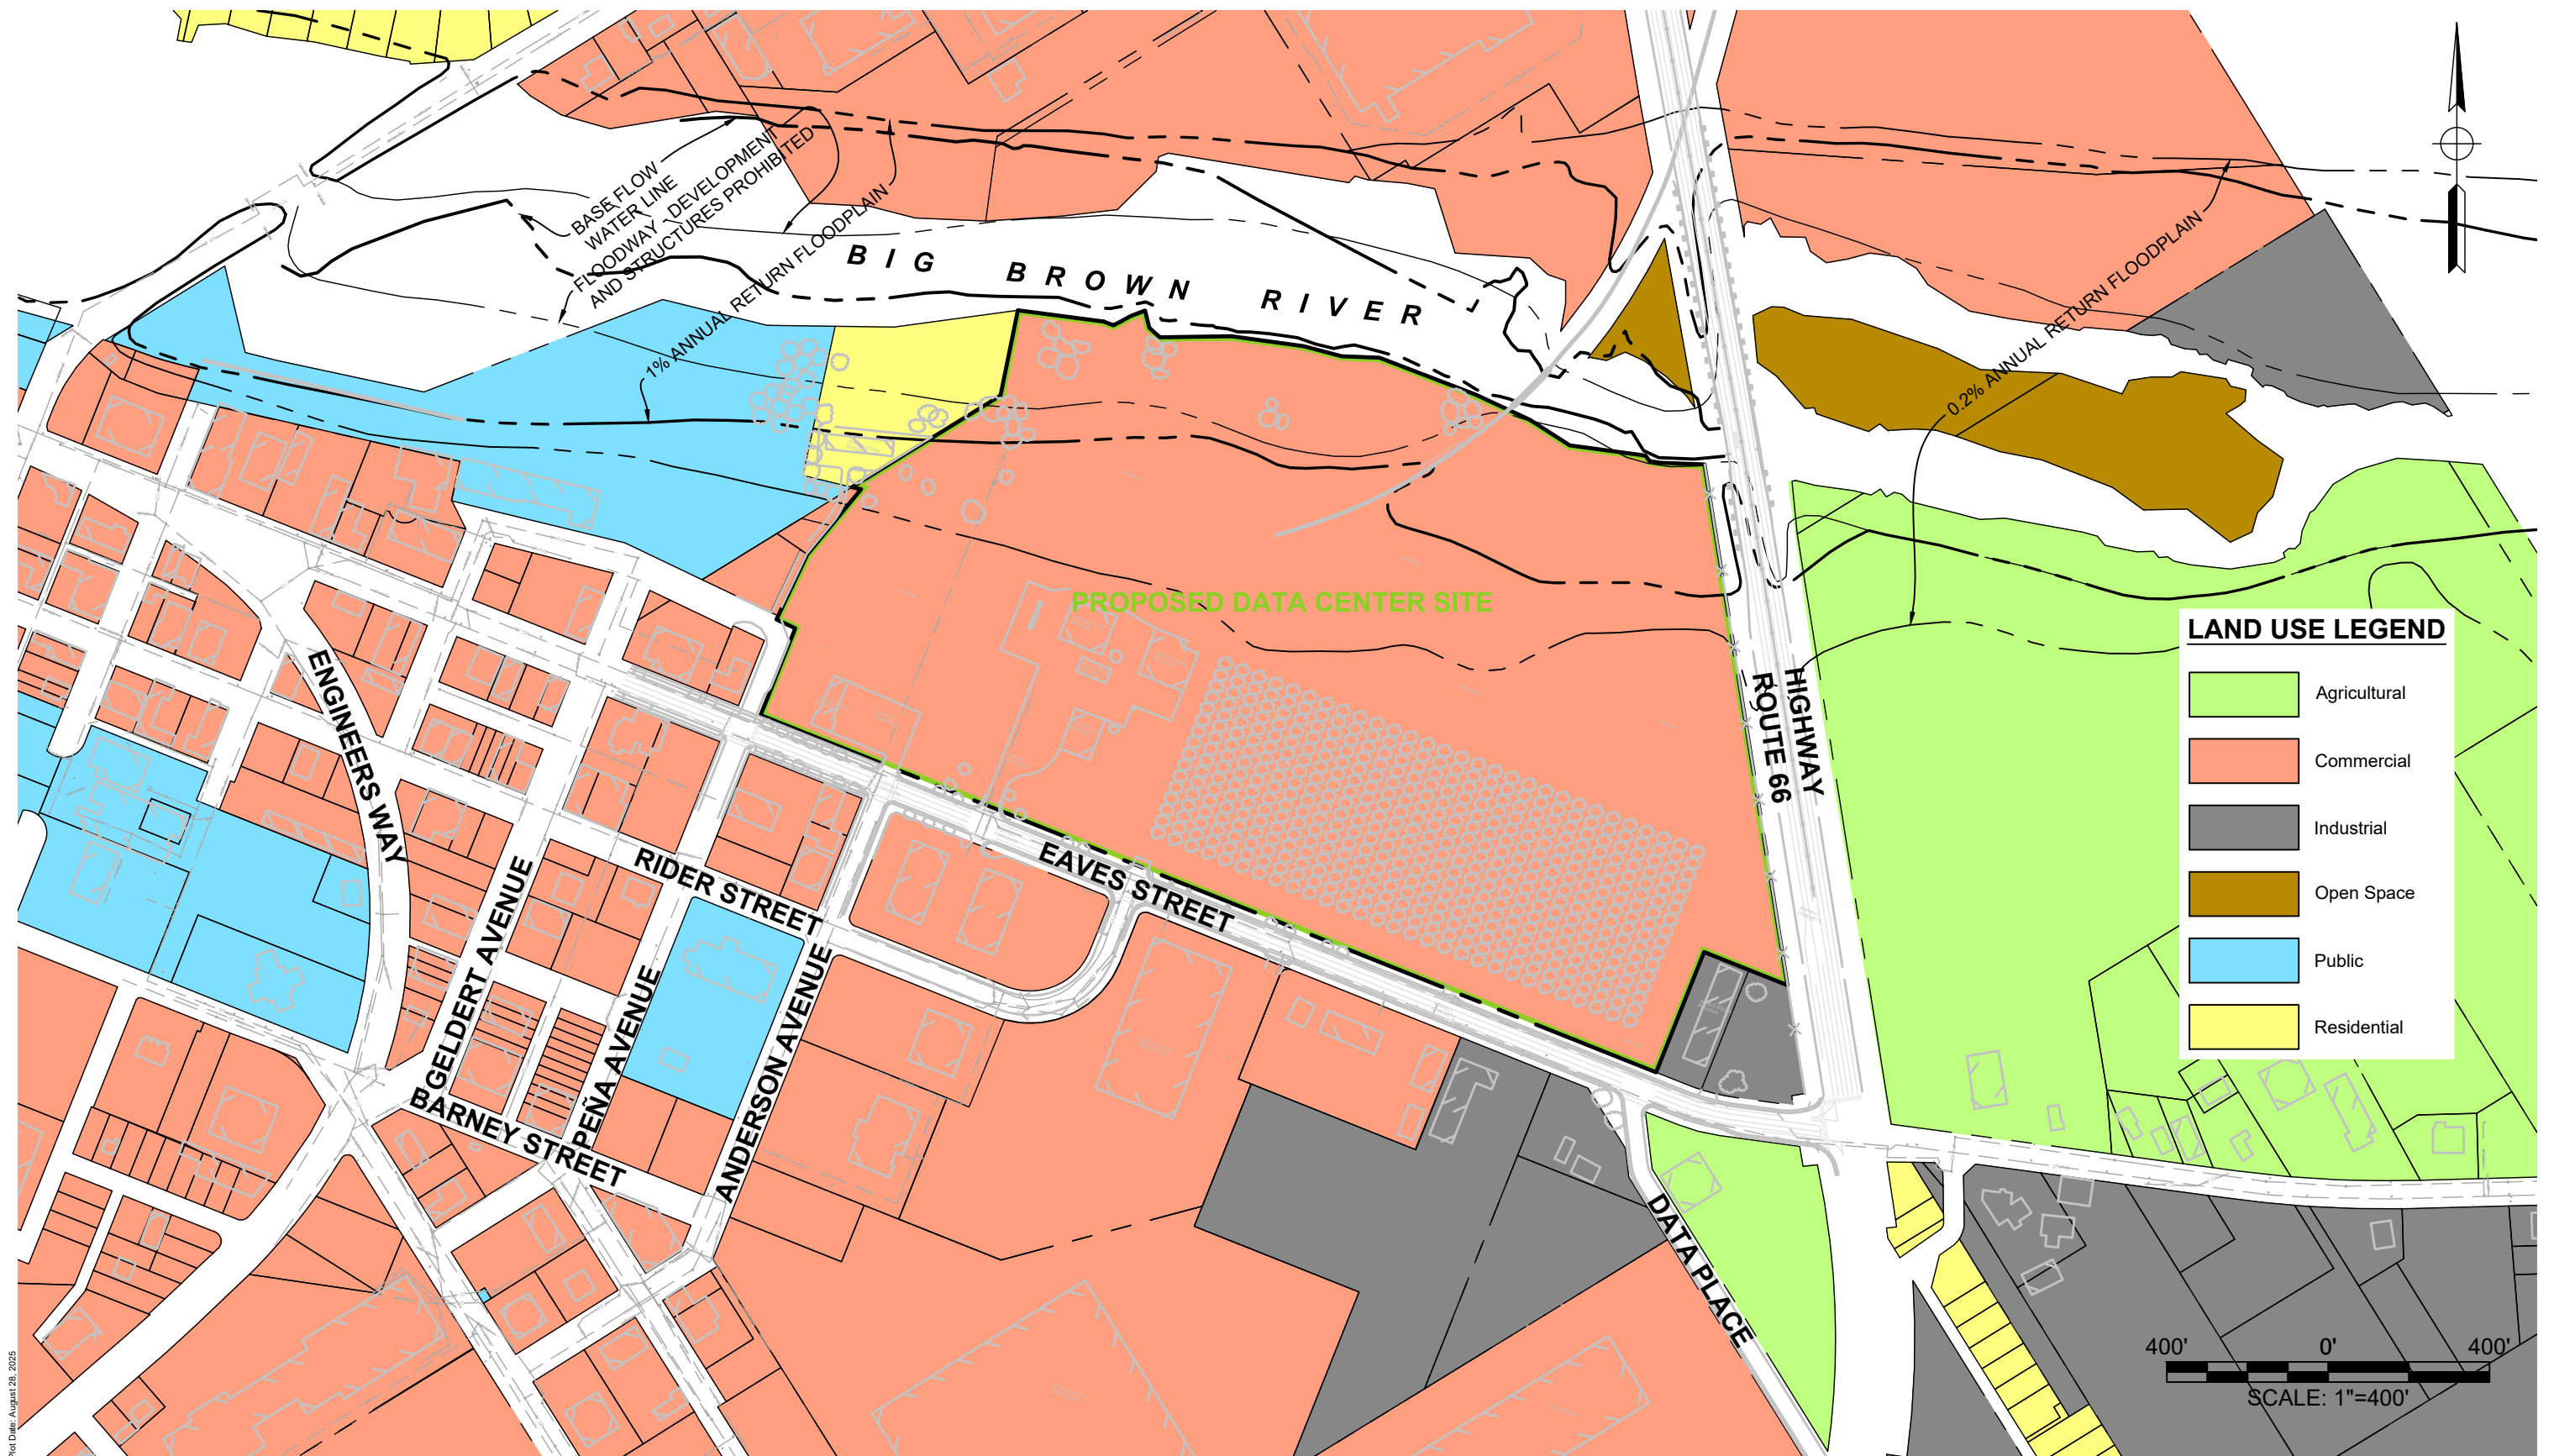 BASE FLOW
WATER LINE
FLOODWAY - DEVELOPMENT
AND STRUCTURES PROHIBITED
1% ANNUAL RETURN FLOODPLAIN
BIG BROWN RIVER
0.2% ANNUAL RETURN FLOODPLAIN
PROPOSED DATA CENTER SITE
HIGHWAY
ROUTE 66
ENGINEERS WAY
RIDER STREET
EAVES STREET
BGELDERT AVENUE
PEÑA AVENUE
ANDERSON AVENUE
BARNEY STREET
DATA PLACE
LAND USE LEGEND
Agricultural
Commercial
Industrial
Open Space
Public
Residential
400' 0' 400'
SCALE: 1"=400'
Plot Date: August 28, 2025